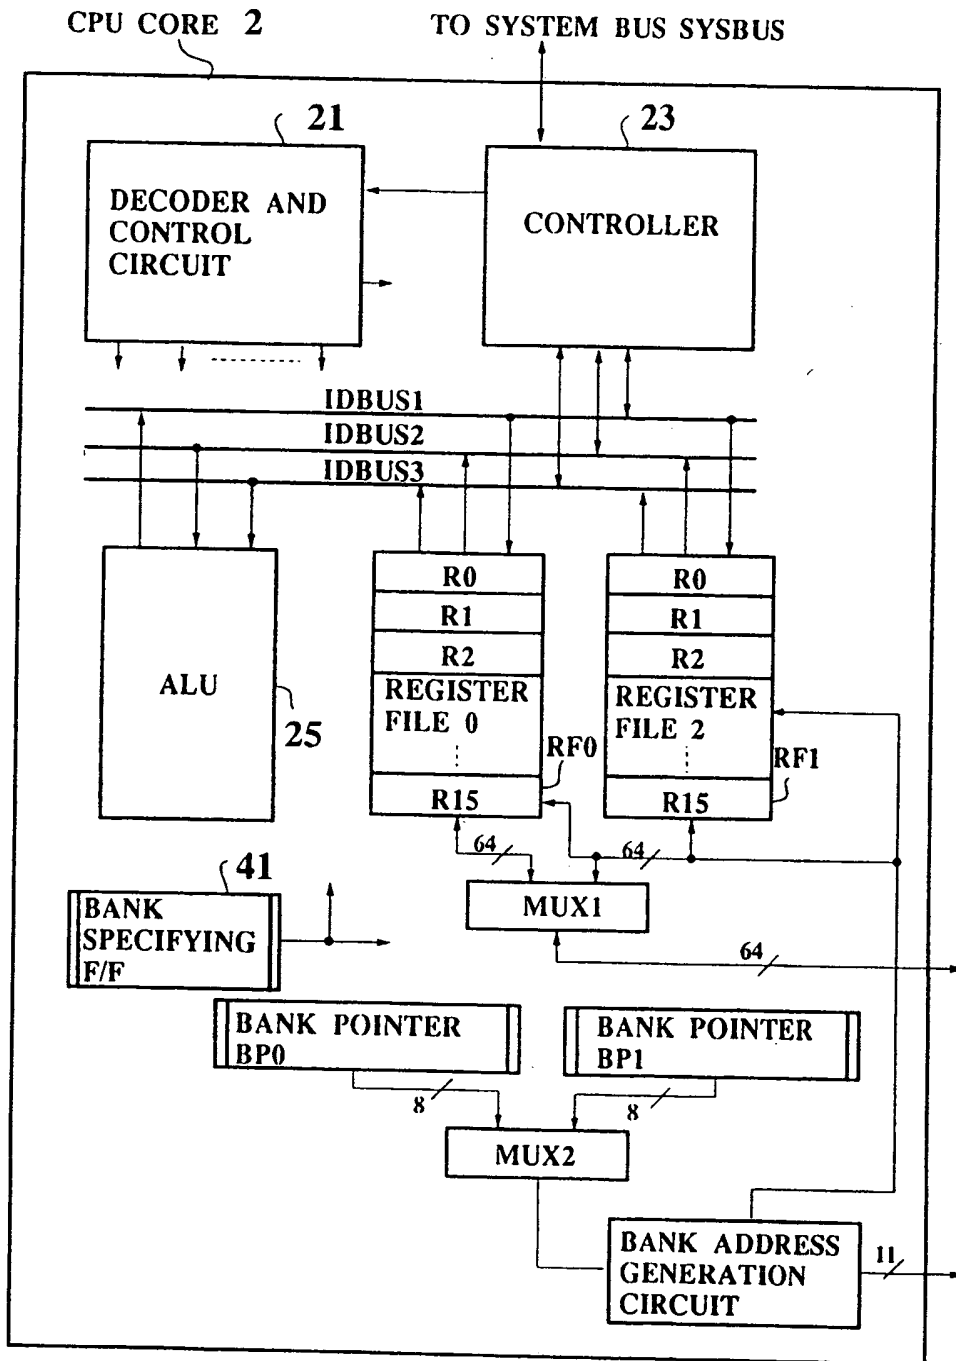 CPU CORE 2
TO SYSTEM BUS SYSBUS
21
23
DECODER AND
CONTROL
CIRCUIT
CONTROLLER
IDBUS1
IDBUS2
IDBUS3
R0
R1
R2
REGISTER
FILE 0
R15
R0
R1
R2
REGISTER
FILE 2
R15
ALU
25
RF0
RF1
64
64
41
BANK
SPECIFYING
F/F
MUX1
64
BANK POINTER
BP0
BANK POINTER
BP1
8
8
MUX2
BANK ADDRESS
GENERATION
CIRCUIT
11